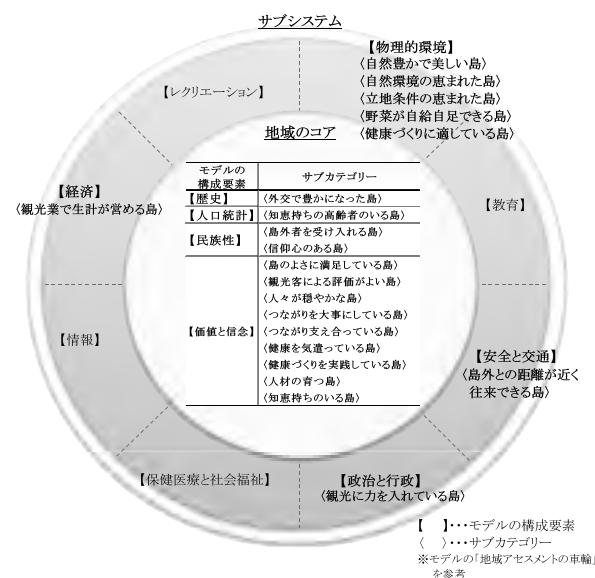 サブシステム
【物理的環境】
〈自然豊かで美しい島〉
〈自然環境の恵まれた島〉
〈立地条件の恵まれた島〉
〈野菜が自給自足できる島〉
〈健康づくりに適している島〉
【レクリエーション】
地域のコア
モデルの
構成要素
サブカテゴリー
【歴史】 〈外交で豊かになった島〉
【人口統計】 〈知恵持ちの高齢者のいる島〉
【民族性】 〈島外者を受け入れる島〉
〈信仰心のある島〉
【価値と信念】
〈島のよさに満足している島〉
〈観光客による評価がよい島〉
〈人々が穏やかな島〉
〈つながりを大事にしている島〉
〈つながり支え合っている島〉
〈健康を気遣っている島〉
〈健康づくりを実践している島〉
〈人材の育つ島〉
〈知恵持ちのいる島〉
【経済】
〈観光業で生計が営める島〉
【教育】
【情報】
【安全と交通】
〈島外との距離が近く
往来できる島〉
【保健医療と社会福祉】
【政治と行政】
〈観光に力を入れている島〉
【 】・・・モデルの構成要素
〈 〉・・・サブカテゴリー
※モデルの「地域アセスメントの車輪」
を参考